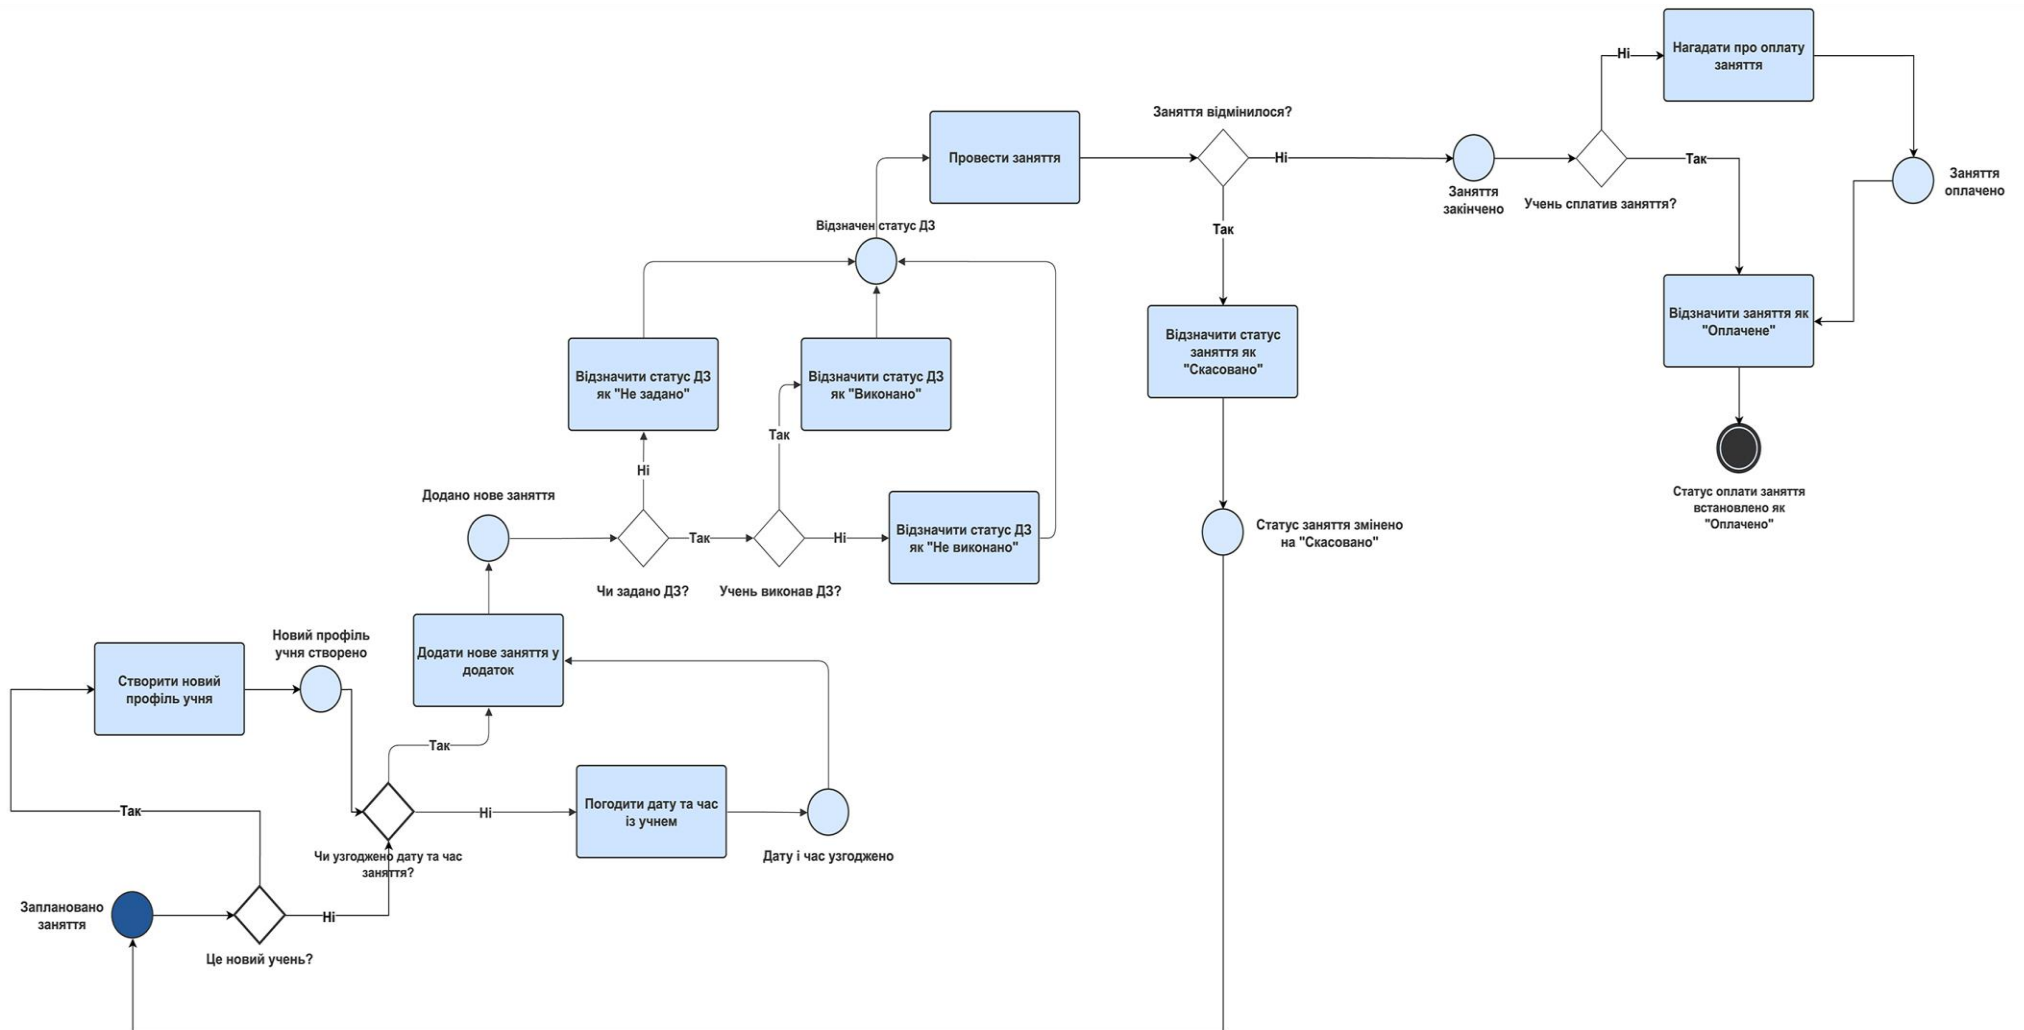 Ні
Нагадати про оплату
заняття
Заняття відмінилося?
Провести заняття
Ні
Так
Заняття
закінчено
Учень сплатив заняття?
Заняття
оплачено
Відзначен статус ДЗ
Так
Відзначити статус
заняття як
"Скасовано"
Відзначити заняття як
"Оплачене"
Відзначити статус ДЗ
як "Не задано"
Відзначити статус ДЗ
як "Виконано"
Так
Ні
Додано нове заняття
Так
Ні
Відзначити статус ДЗ
як "Не виконано"
Статус заняття змінено
на "Скасовано"
Статус оплати заняття
встановлено як
"Оплачено"
Чи задано ДЗ?
Учень виконав ДЗ?
Новий профіль
учня створено
Додати нове заняття у
додаток
Створити новий
профіль учня
Так
Так
Ні
Погодити дату та час
із учнем
Чи узгоджено дату та час
заняття?
Дату і час узгоджено
Заплановано
заняття
Ні
Це новий учень?